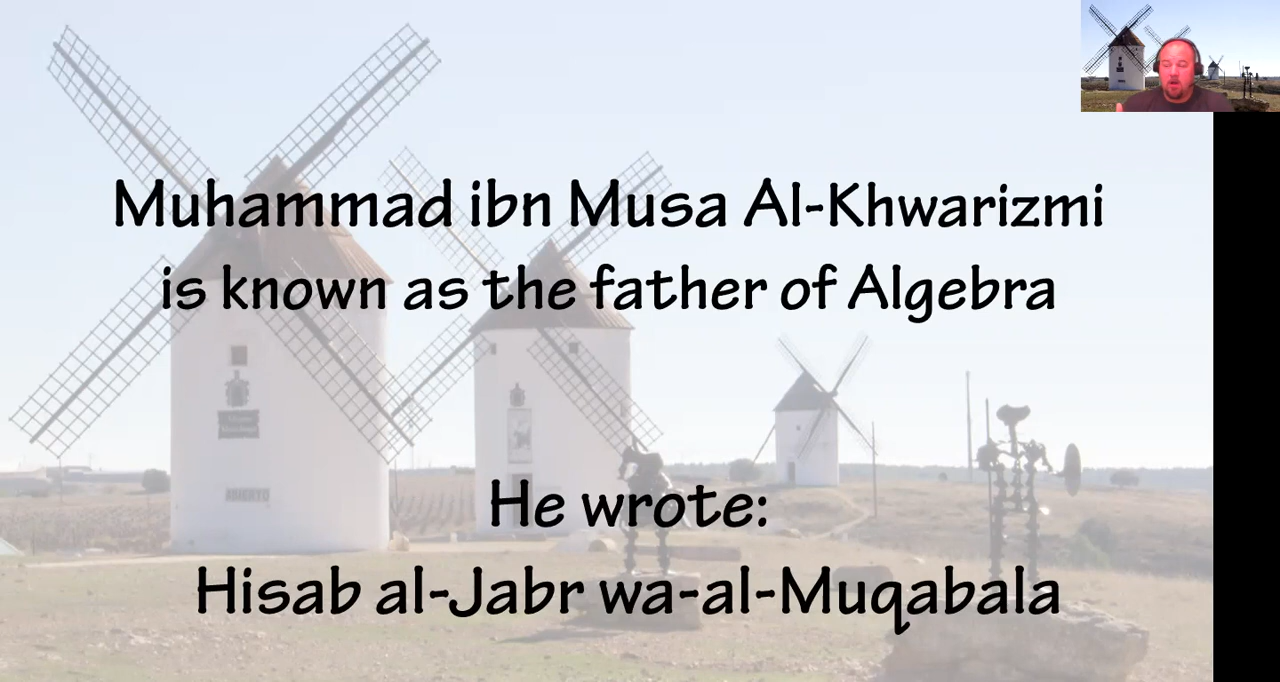 Muhammad ibn Musa Al-Khwarizmi
is known as the father of Algebra
ABIERTO
He wrote:
Hisab al-Jabr wa-al-Muqabala